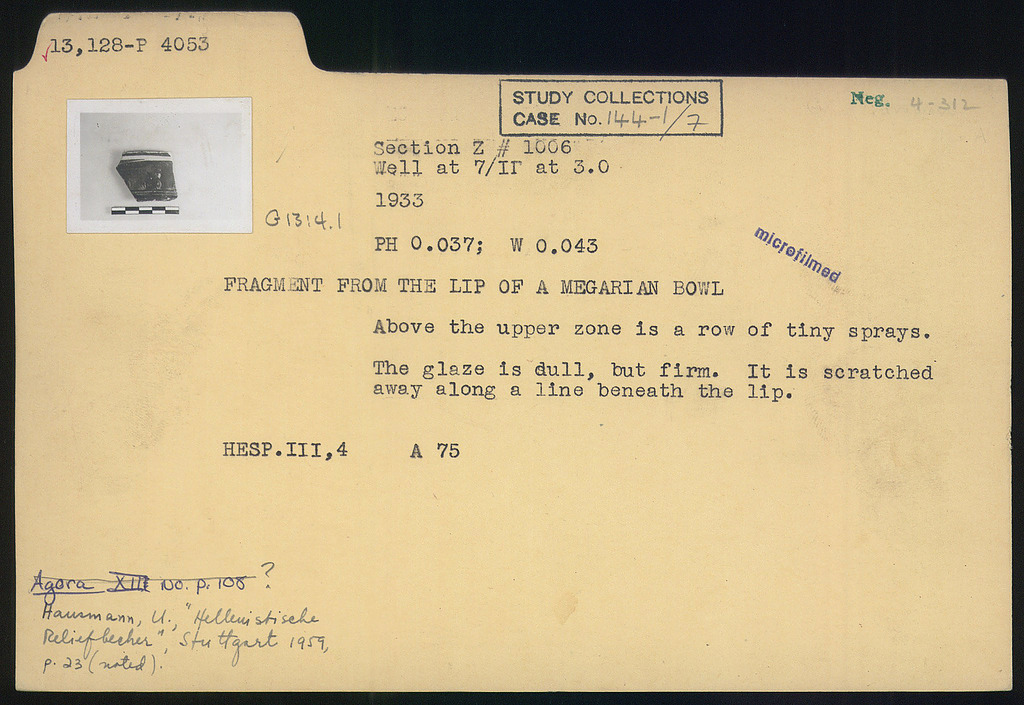 13,128-P 4053
STUDY COLLECTIONS
CASE No. 144-1/7
Neg. 4-312
Section Z # 1006
Well at 7/ΙΓ at 3.0
1933
G1314.1
PH 0.037; W 0.043
microfilmed
FRAGMENT FROM THE LIP OF A MEGARIAN BOWL
Above the upper zone is a row of tiny sprays.
The glaze is dull, but firm. It is scratched
away along a line beneath the lip.
HESP.III,4 A 75
Agora XIII No. p. 108 ?
Hausmann, U., "Hellenistische
Reliefbecher", Stuttgart 1959,
p. 23 (noted).